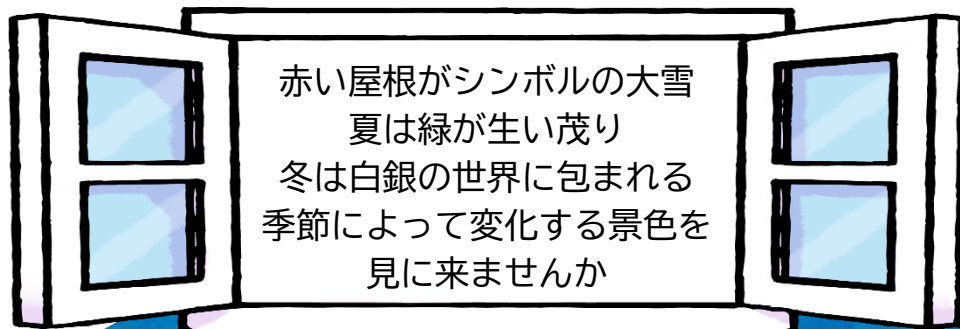 赤い屋根がシンボルの大雪
夏は緑が生い茂り
冬は白銀の世界に包まれる
季節によって変化する景色を
見に来ませんか